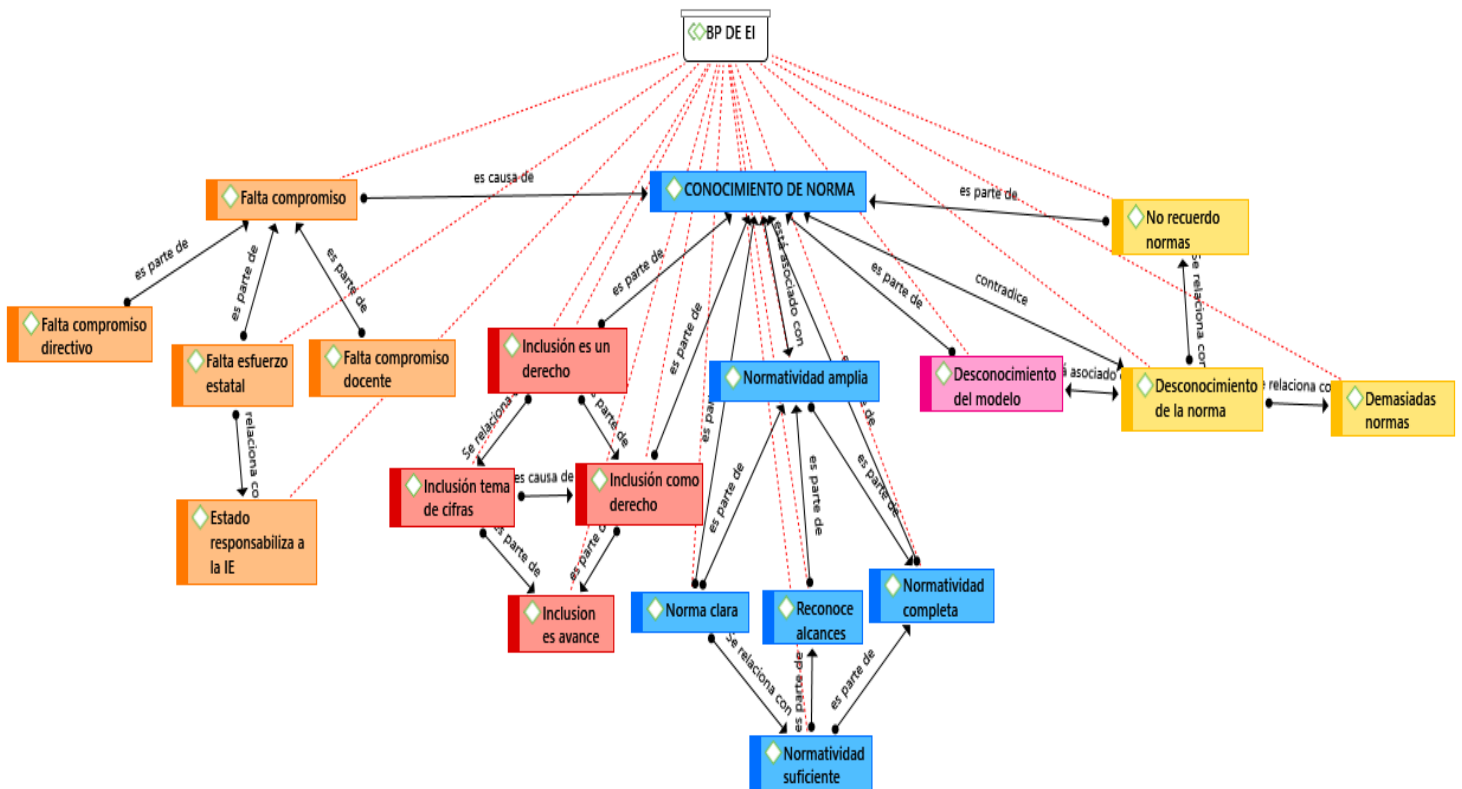 BP DE EI
es causa de
CONOCIMIENTO DE NORMA
Falta compromiso
es parte de
No recuerdo
normas
es parte de
es parte de
es parte de
es parte de
está asociado con
es parte de
contradice
Se relaciona con
Falta compromiso
directivo
Falta esfuerzo
estatal
Falta compromiso
docente
Inclusión es un
derecho
es parte de
Normatividad amplia
Desconocimiento
del modelo
asociado
Desconocimiento
de la norma
relaciona
Demasiadas
normas
relaciona
Se relaciona
es parte de
Inclusión tema
de cifras
es causa de
Inclusión como
derecho
es parte de
es parte de
es parte de
es parte de
Estado
responsabiliza a
la IE
es parte de
es parte de
Inclusion
es avance
Norma clara
Reconoce
alcances
Normatividad
completa
Se relaciona con
es parte de
es parte de
Normatividad
suficiente